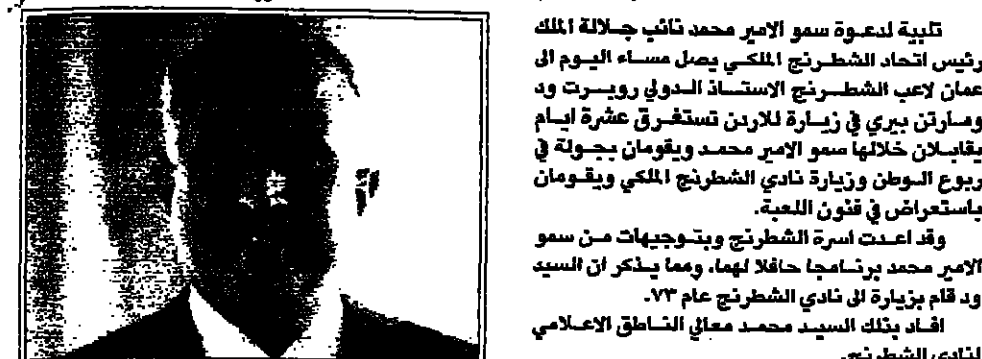 تلبية لدعوة سمو الامير محمد نائب جلالة الملك
رئيس اتحاد الشطرنج الملكي يصل مساء اليوم الى
عمان لاعب الشطرنج الاستاذ الدولي روبرت ود
ومارتن بيري في زيارة للاردن تستغرق عشرة ايام
يقابلان خلالها سمو الامير محمد ويقومان بجولة في
ربوع الوطن وزيارة نادي الشطرنج الملكي ويقومان
باستعراض في فنون اللعبة.
وقد اعدت اسرة الشطرنج وبتوجيهات من سمو
الامير محمد برنامجا حافلا لهما، ومما يذكر ان السيد
ود قام بزيارة الى نادي الشطرنج عام ٧٣.
افاد بذلك السيد محمد معالي الناطق الاعلامي
لنادي الشطرنج.